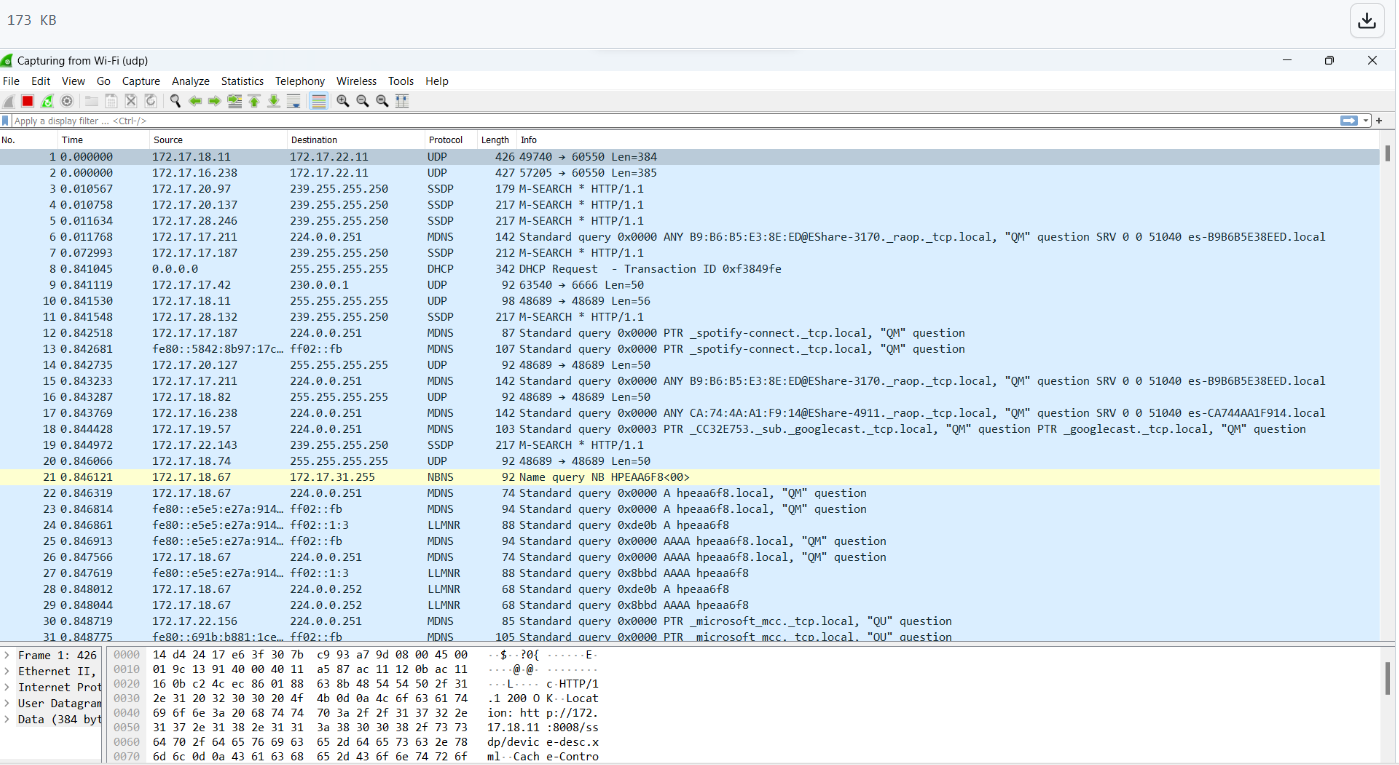 173 KB
Capturing from Wi-Fi (udp)
File Edit View Go Capture Analyze Statistics Telephony Wireless Tools Help
Apply a display filter ... <Ctrl-/>
No. Time Source Destination Protocol Length Info
1 0.000000 172.17.18.11 172.17.22.11 UDP 426 49740 → 60550 Len=384
2 0.000000 172.17.16.238 172.17.22.11 UDP 427 57205 → 60550 Len=385
3 0.010567 172.17.20.97 239.255.255.250 SSDP 179 M-SEARCH * HTTP/1.1
4 0.010758 172.17.20.137 239.255.255.250 SSDP 217 M-SEARCH * HTTP/1.1
5 0.011634 172.17.28.246 239.255.255.250 SSDP 217 M-SEARCH * HTTP/1.1
6 0.011768 172.17.17.211 224.0.0.251 MDNS 142 Standard query 0x0000 ANY B9:B6:B5:E3:8E:ED@EShare-3170._raop._tcp.local, "QM" question SRV 0 0 51040 es-B9B6B5E38EED.local
7 0.072993 172.17.17.187 239.255.255.250 SSDP 212 M-SEARCH * HTTP/1.1
8 0.841045 0.0.0.0 255.255.255.255 DHCP 342 DHCP Request - Transaction ID 0xf3849fe
9 0.841119 172.17.17.42 230.0.0.1 UDP 92 63540 → 6666 Len=50
10 0.841530 172.17.18.11 255.255.255.255 UDP 98 48689 → 48689 Len=56
11 0.841548 172.17.28.132 239.255.255.250 SSDP 217 M-SEARCH * HTTP/1.1
12 0.842518 172.17.17.187 224.0.0.251 MDNS 87 Standard query 0x0000 PTR _spotify-connect._tcp.local, "QM" question
13 0.842681 fe80::5842:8b97:17c… ff02::fb MDNS 107 Standard query 0x0000 PTR _spotify-connect._tcp.local, "QM" question
14 0.842735 172.17.20.127 255.255.255.255 UDP 92 48689 → 48689 Len=50
15 0.843233 172.17.17.211 224.0.0.251 MDNS 142 Standard query 0x0000 ANY B9:B6:B5:E3:8E:ED@EShare-3170._raop._tcp.local, "QM" question SRV 0 0 51040 es-B9B6B5E38EED.local
16 0.843287 172.17.18.82 255.255.255.255 UDP 92 48689 → 48689 Len=50
17 0.843769 172.17.16.238 224.0.0.251 MDNS 142 Standard query 0x0000 ANY CA:74:4A:A1:F9:14@EShare-4911._raop._tcp.local, "QM" question SRV 0 0 51040 es-CA744AA1F914.local
18 0.844428 172.17.19.57 224.0.0.251 MDNS 103 Standard query 0x0003 PTR _CC32E753._sub._googlecast._tcp.local, "QM" question PTR _googlecast._tcp.local, "QM" question
19 0.844972 172.17.22.143 239.255.255.250 SSDP 217 M-SEARCH * HTTP/1.1
20 0.846066 172.17.18.74 255.255.255.255 UDP 92 48689 → 48689 Len=50
21 0.846121 172.17.18.67 172.17.31.255 NBNS 92 Name query NB HPEAA6F8<00>
22 0.846319 172.17.18.67 224.0.0.251 MDNS 74 Standard query 0x0000 A hpeaa6f8.local, "QM" question
23 0.846814 fe80::e5e5:e27a:914… ff02::fb MDNS 94 Standard query 0x0000 A hpeaa6f8.local, "QM" question
24 0.846861 fe80::e5e5:e27a:914… ff02::1:3 LLMNR 88 Standard query 0xde0b A hpeaa6f8
25 0.846913 fe80::e5e5:e27a:914… ff02::fb MDNS 94 Standard query 0x0000 AAAA hpeaa6f8.local, "QM" question
26 0.847566 172.17.18.67 224.0.0.251 MDNS 74 Standard query 0x0000 AAAA hpeaa6f8.local, "QM" question
27 0.847619 fe80::e5e5:e27a:914… ff02::1:3 LLMNR 88 Standard query 0x8bbd AAAA hpeaa6f8
28 0.848012 172.17.18.67 224.0.0.252 LLMNR 68 Standard query 0xde0b A hpeaa6f8
29 0.848044 172.17.18.67 224.0.0.252 LLMNR 68 Standard query 0x8bbd AAAA hpeaa6f8
30 0.848719 172.17.22.156 224.0.0.251 MDNS 85 Standard query 0x0000 PTR _microsoft_mcc._tcp.local, "QU" question
31 0.848775 fe80::691b:b881:1ce… ff02::fb MDNS 105 Standard query 0x0000 PTR _microsoft_mcc._tcp.local, "QU" question
Frame 1: 426
Ethernet II,
Internet Prot
User Datagram
Data (384 byt
0000 14 d4 24 17 e6 3f 30 7b c9 93 a7 9d 08 00 45 00 ··$··?0{ ······E·
0010 01 9c 13 91 40 00 40 11 a5 87 ac 11 12 0b ac 11 ····@·@· ········
0020 16 0b c2 4c ec 86 01 88 63 8b 48 54 54 50 2f 31 ···L···· c·HTTP/1
0030 2e 31 20 32 30 30 20 4f 4b 0d 0a 4c 6f 63 61 74 .1 200 O K··Locat
0040 69 6f 6e 3a 20 68 74 74 70 3a 2f 2f 31 37 32 2e ion: htt p://172.
0050 31 37 2e 31 38 2e 31 31 3a 38 30 30 38 2f 73 73 17.18.11 :8008/ss
0060 64 70 2f 64 65 76 69 63 65 2d 64 65 73 63 2e 78 dp/devic e-desc.x
0070 6d 6c 0d 0a 43 61 63 68 65 2d 43 6f 6e 74 72 6f ml··Cach e-Contro